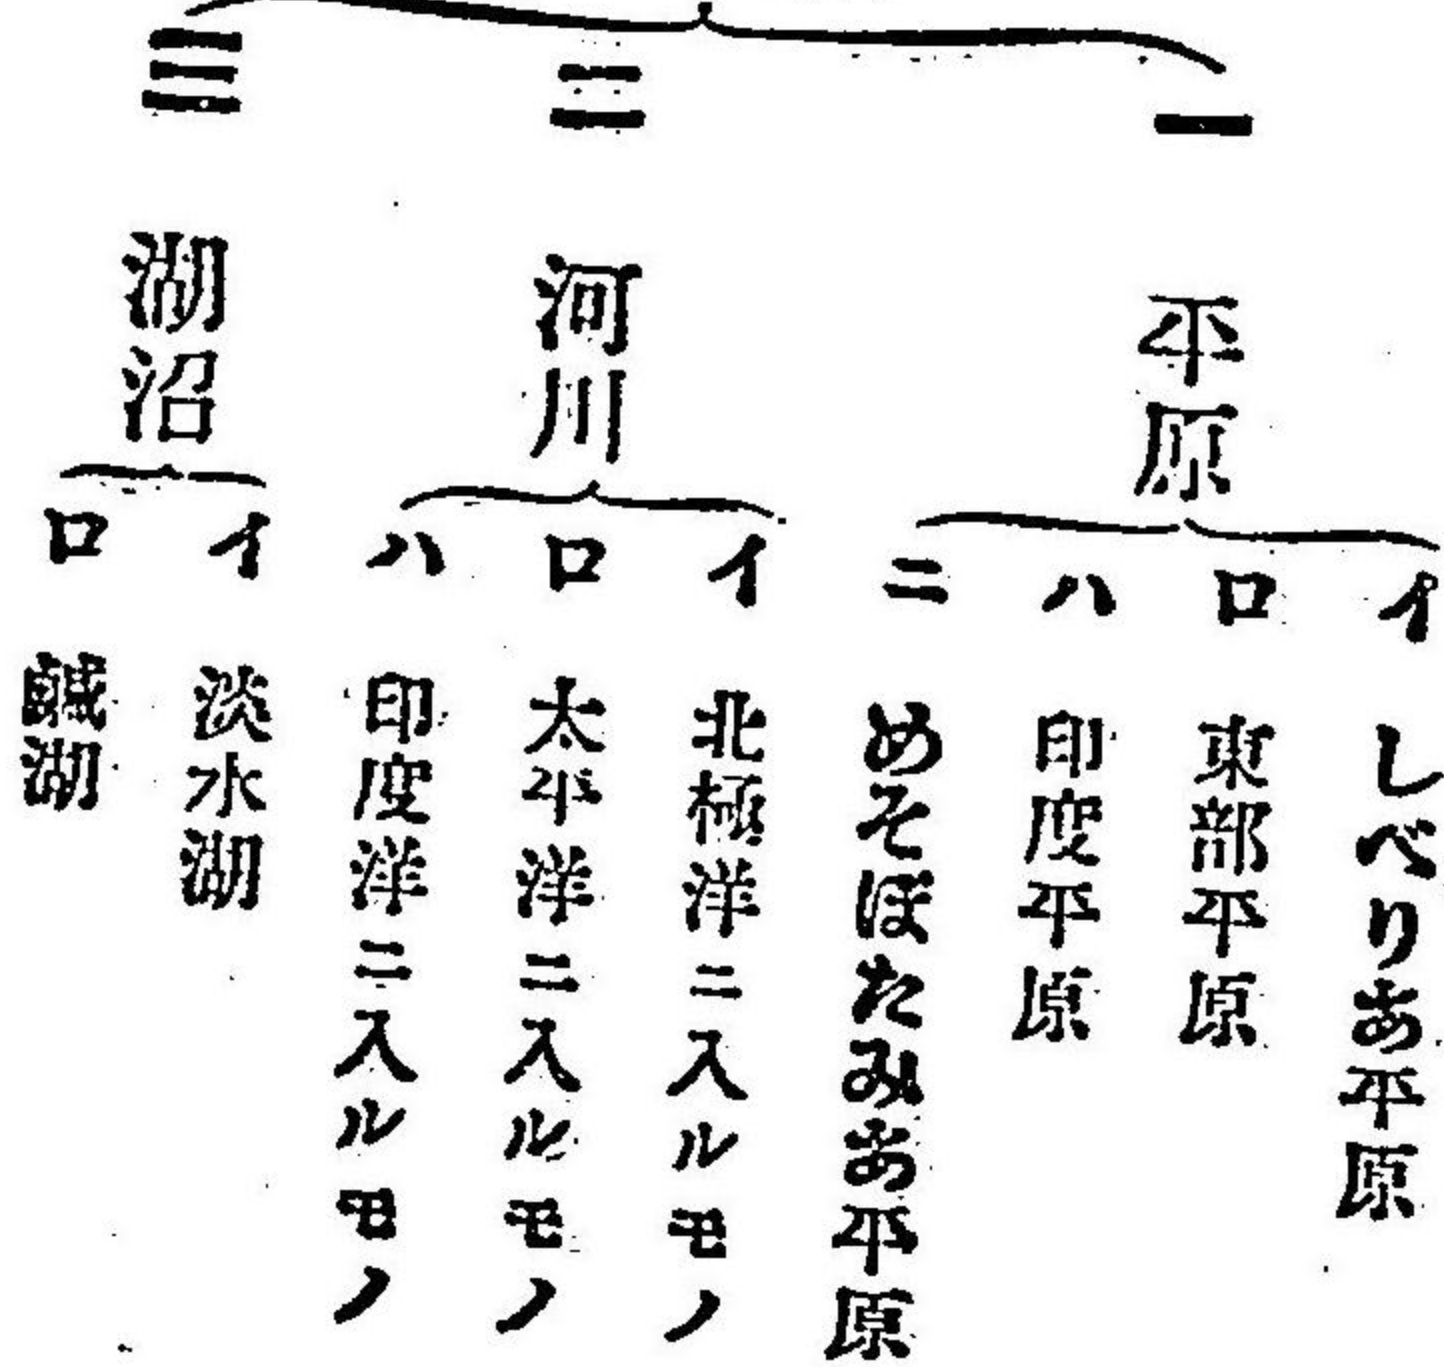 一 平原
イ しべりあ平原
ロ 東部平原
ハ 印度平原
ニ めそぼたみあ平原
二 河川
イ 北極洋ニ入ルモノ
ロ 太平洋ニ入ルモノ
ハ 印度洋ニ入ルモノ
三 湖沼
イ 淡水湖
ロ 鹹湖